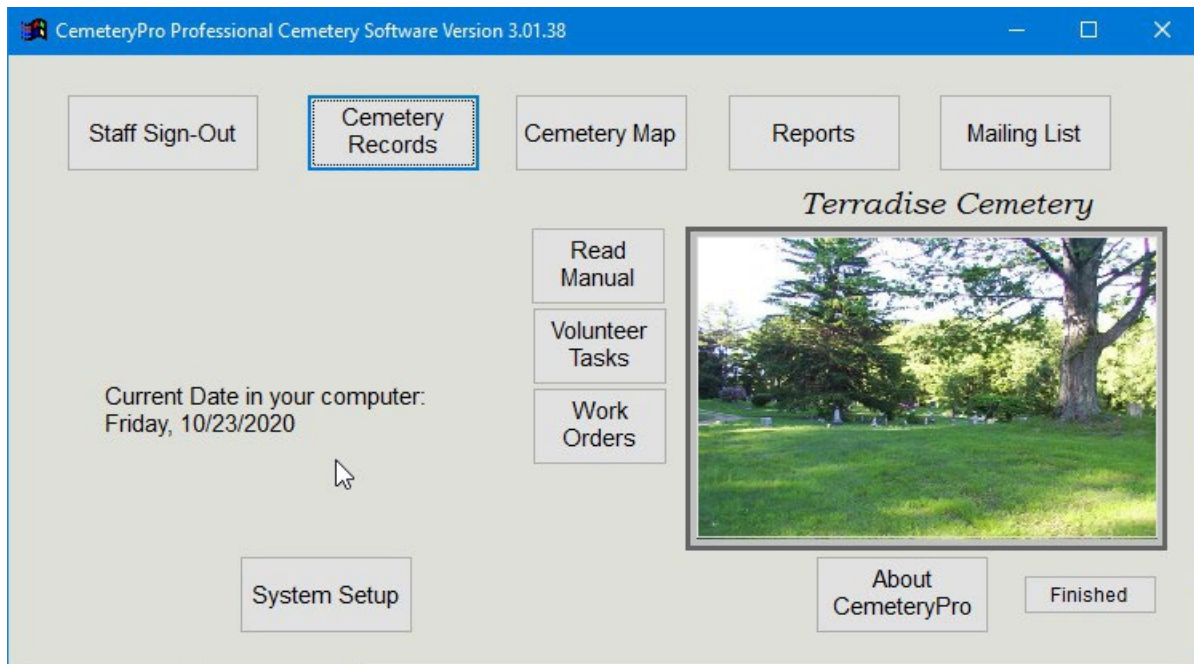 CemeteryPro Professional Cemetery Software Version 3.01.38
Staff Sign-Out
Cemetery
Records
Cemetery Map
Reports
Mailing List
Terradise Cemetery
Read
Manual
Volunteer
Tasks
Work
Orders
Current Date in your computer:
Friday, 10/23/2020
System Setup
About
CemeteryPro
Finished